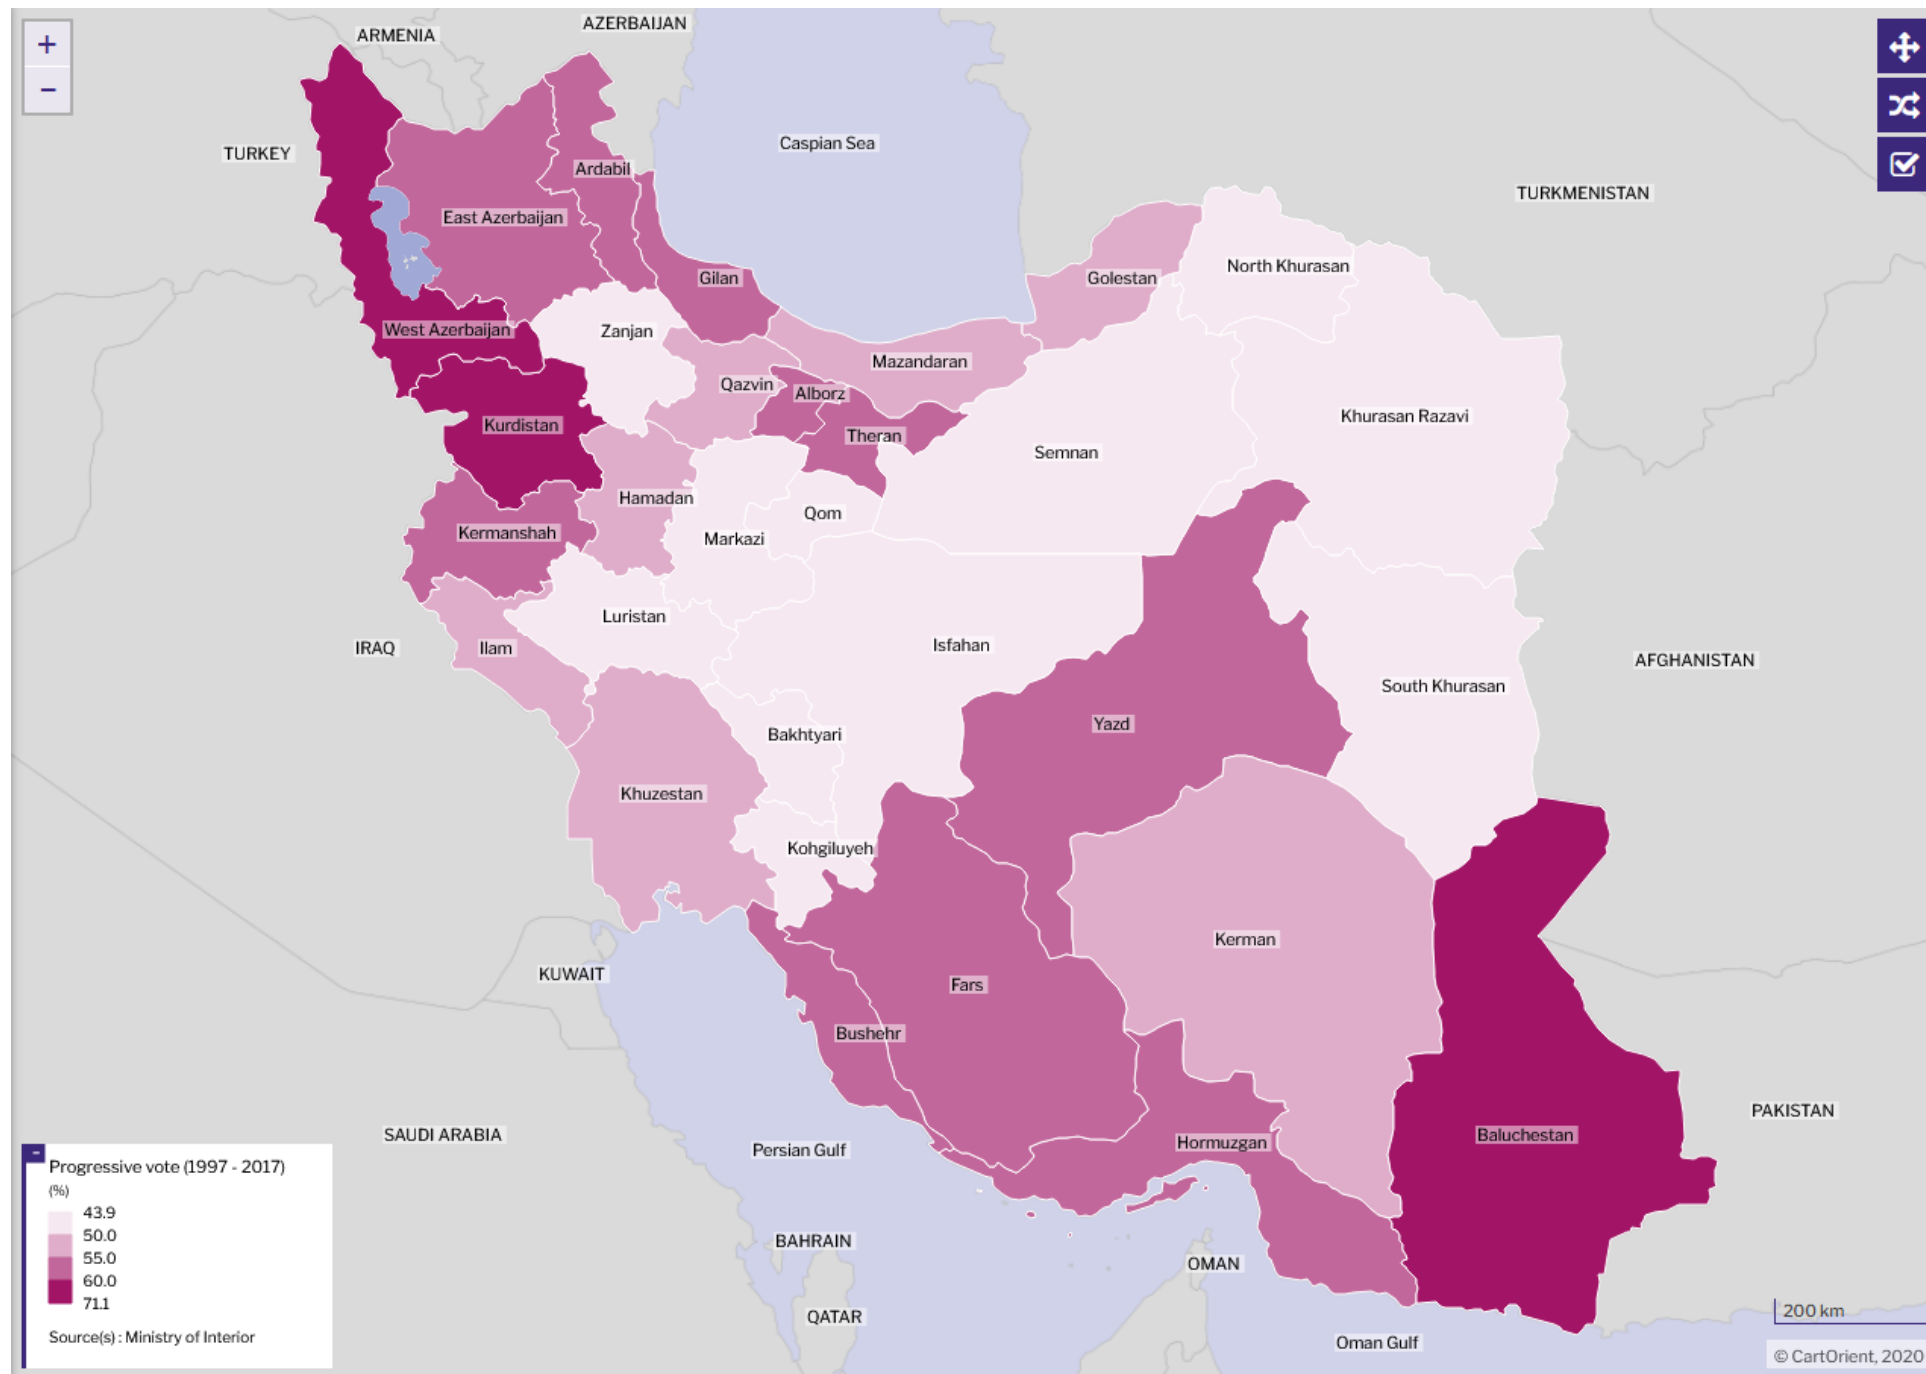 +
−
ARMENIA
AZERBAIJAN
TURKEY
Caspian Sea
TURKMENISTAN
Ardabil
East Azerbaijan
Gilan
Golestan
North Khurasan
West Azerbaijan
Zanjan
Mazandaran
Qazvin
Alborz
Khurasan Razavi
Kurdistan
Theran
Semnan
Hamadan
Qom
Kermanshah
Markazi
Luristan
IRAQ
Ilam
Isfahan
AFGHANISTAN
South Khurasan
Yazd
Bakhtyari
Khuzestan
Kohgiluyeh
Kerman
KUWAIT
Fars
Bushehr
PAKISTAN
SAUDI ARABIA
Baluchestan
Hormuzgan
Persian Gulf
BAHRAIN
OMAN
QATAR
Oman Gulf
-
Progressive vote (1997 - 2017)
(%)
43.9
50.0
55.0
60.0
71.1
Source(s) : Ministry of Interior
200 km
© CartOrient, 2020